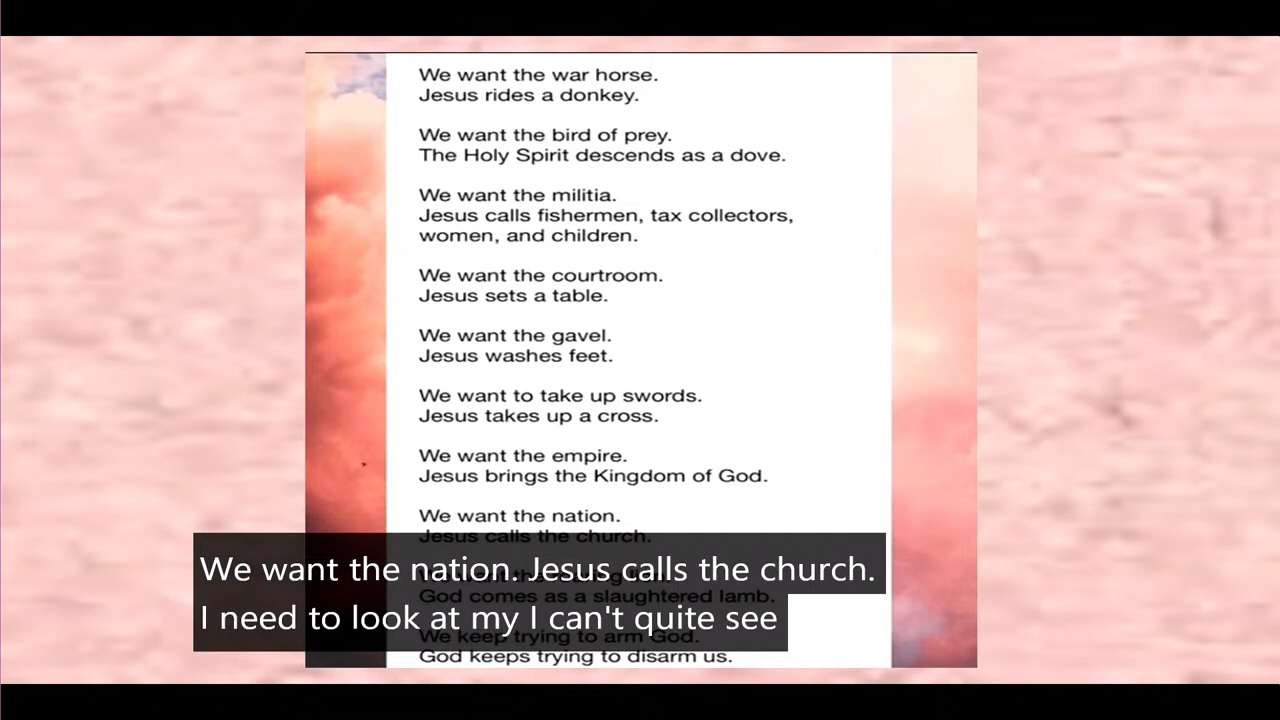 We want the war horse.
Jesus rides a donkey.
We want the bird of prey.
The Holy Spirit descends as a dove.
We want the militia.
Jesus calls fishermen, tax collectors,
women, and children.
We want the courtroom.
Jesus sets a table.
We want the gavel.
Jesus washes feet.
We want to take up swords.
Jesus takes up a cross.
We want the empire.
Jesus brings the Kingdom of God.
We want the nation.
Jesus calls the church.
God comes as a slaughtered lamb.
We keep trying to arm God.
God keeps trying to disarm us.
We want the nation. Jesus calls the church.
I need to look at my I can't quite see